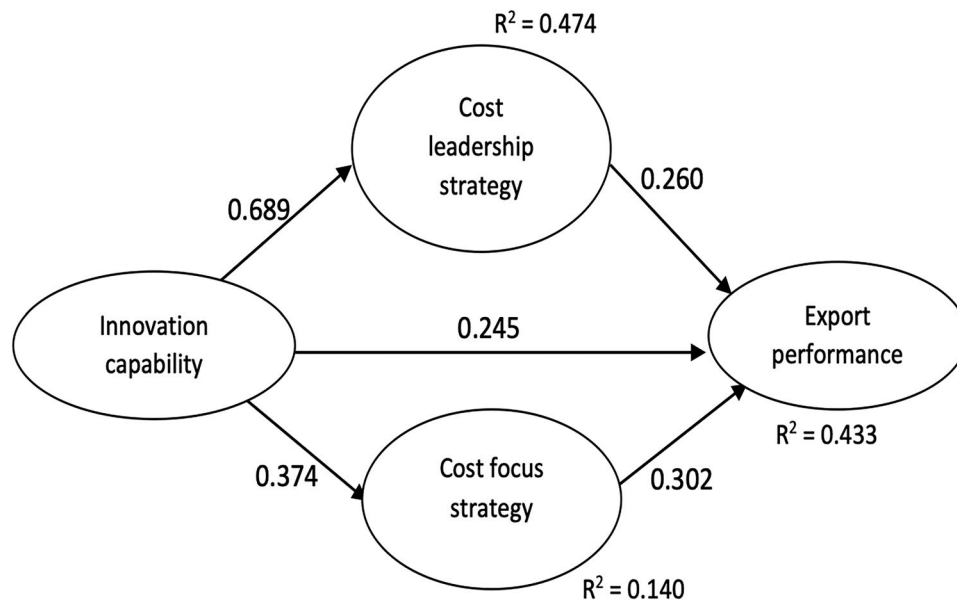 R² = 0.474
Cost
leadership
strategy
0.689
0.260
Innovation
capability
0.245
Export
performance
R² = 0.433
0.374
Cost focus
strategy
0.302
R² = 0.140